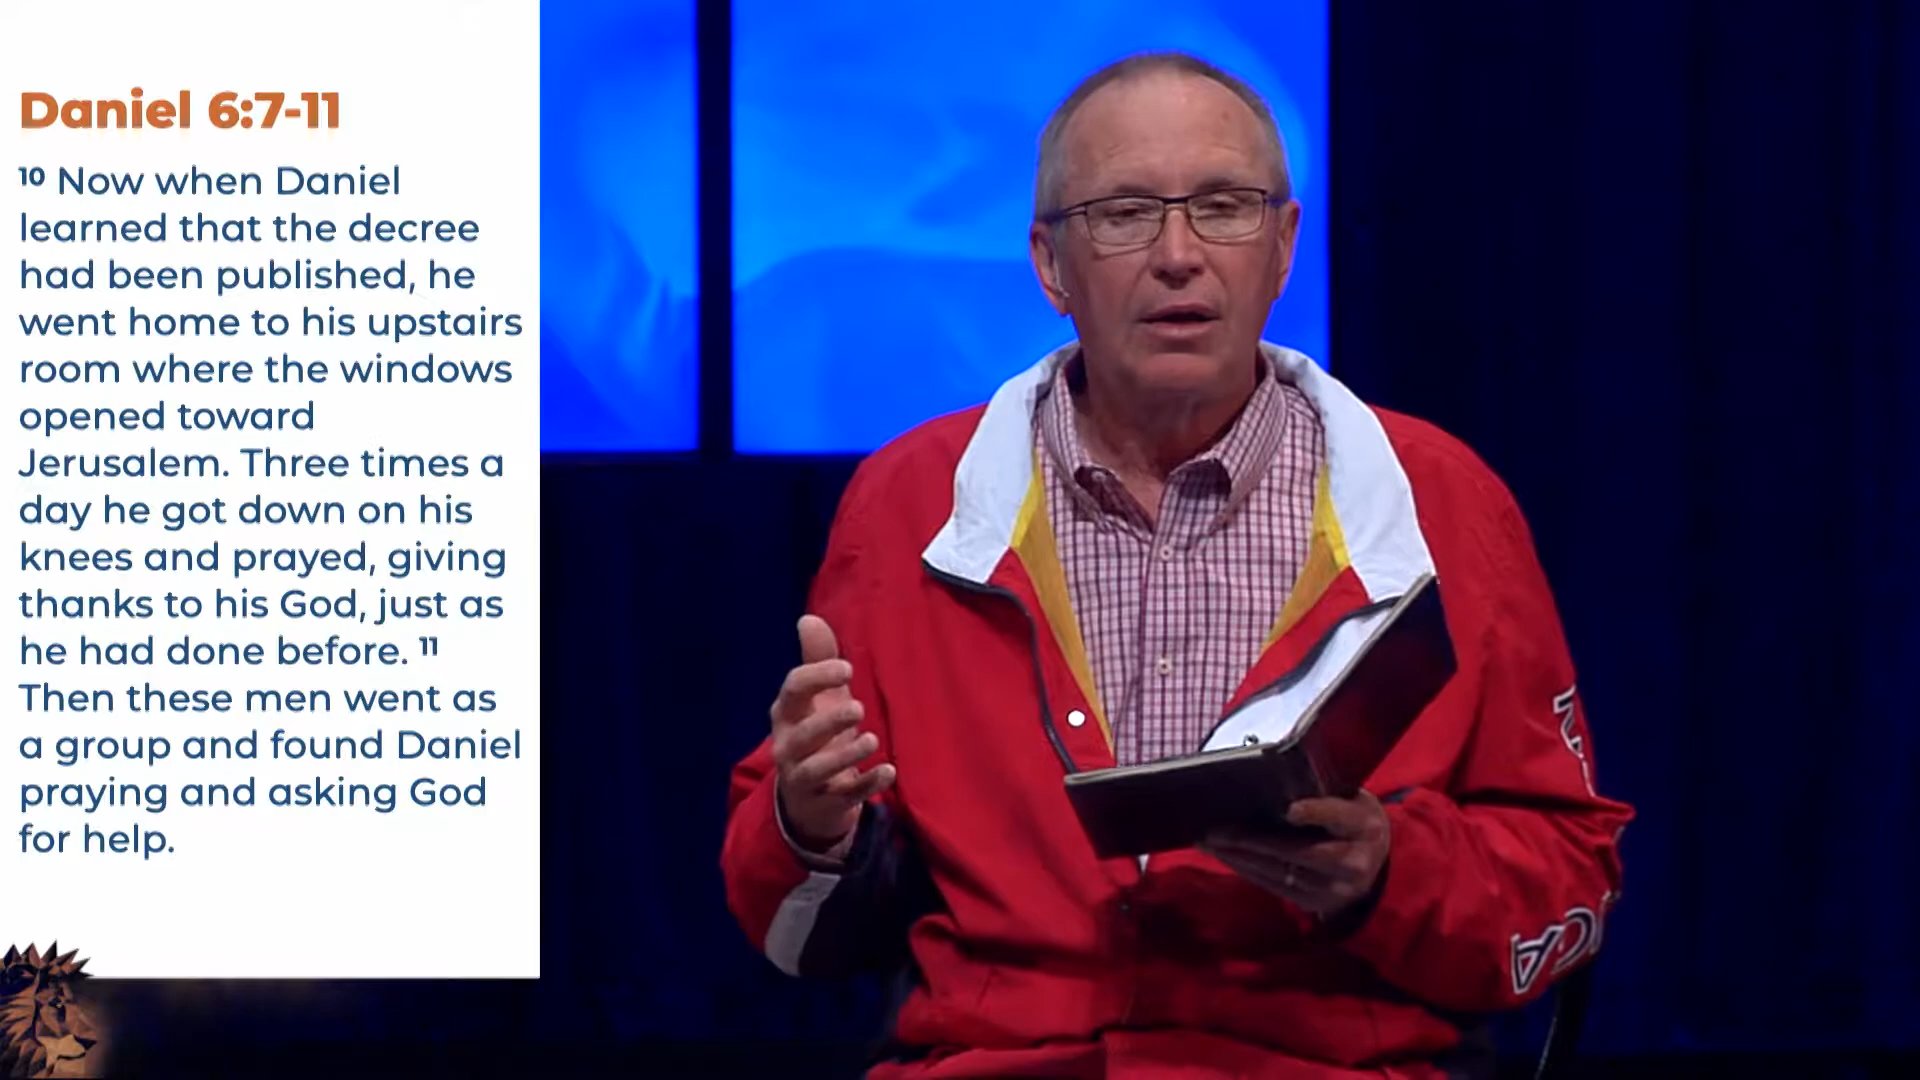 Daniel 6:7-11
¹⁰ Now when Daniel
learned that the decree
had been published, he
went home to his upstairs
room where the windows
opened toward
Jerusalem. Three times a
day he got down on his
knees and prayed, giving
thanks to his God, just as
he had done before. ¹¹
Then these men went as
a group and found Daniel
praying and asking God
for help.